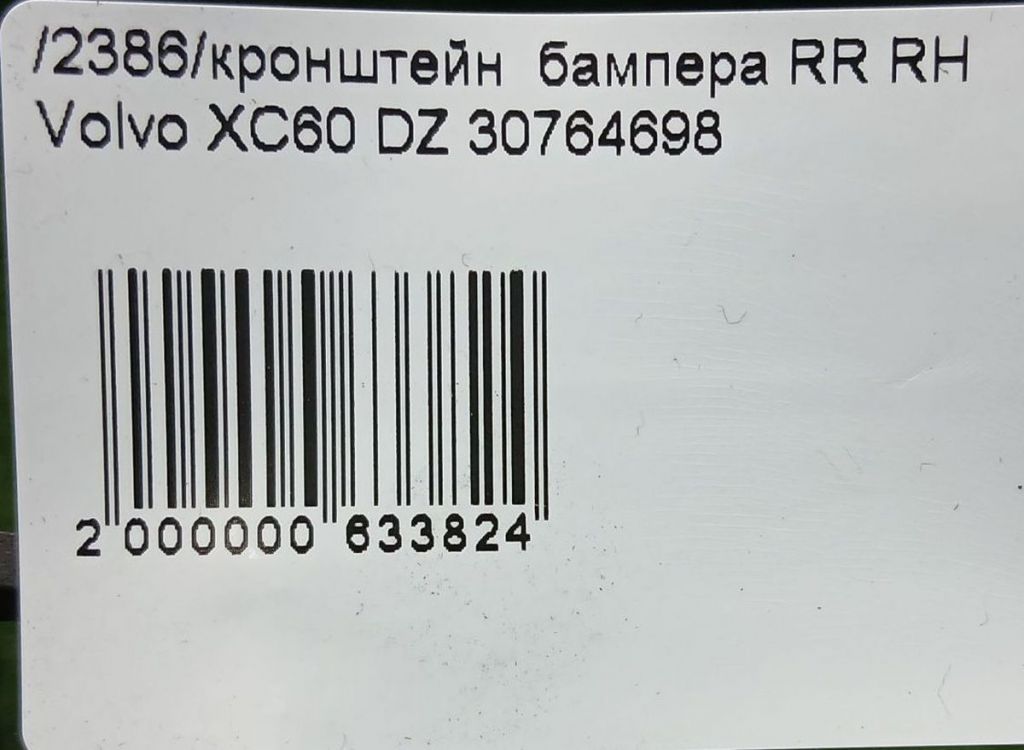 /2386/кронштейн бампера RR RH
Volvo XC60 DZ 30764698
2 000000 633824